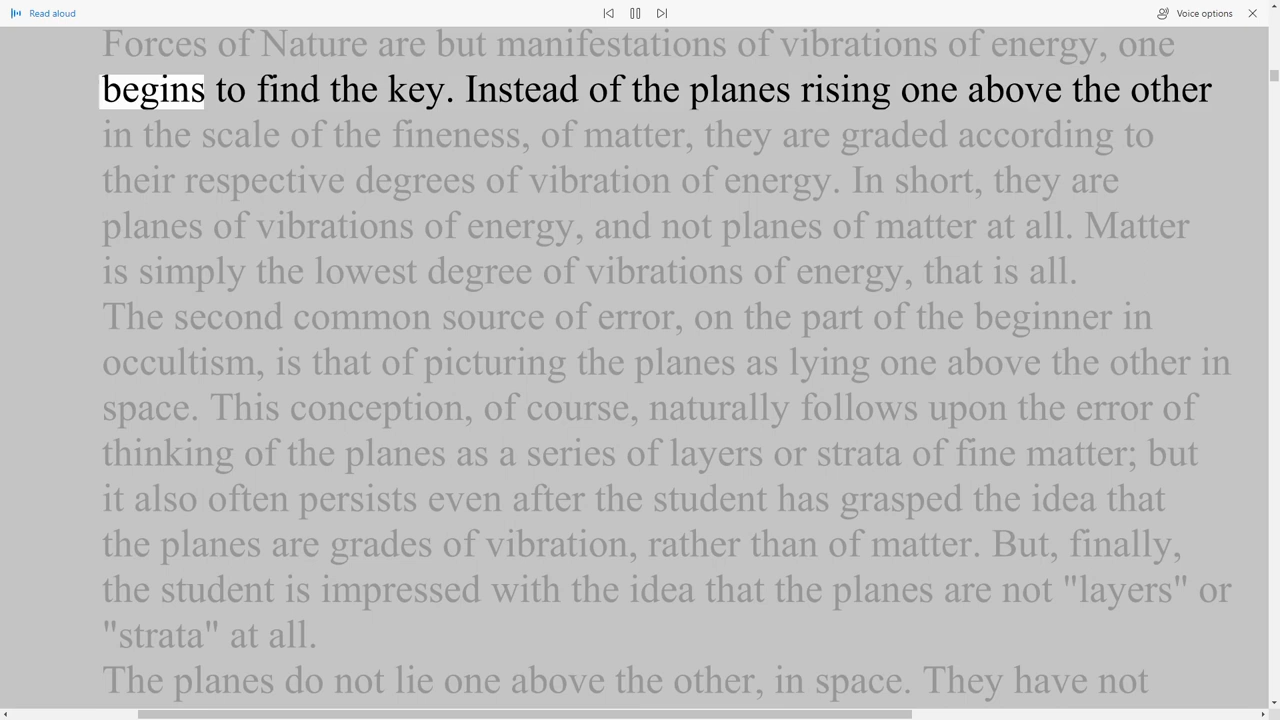 Read aloud
Voice options
Forces of Nature are but manifestations of vibrations of energy, one
begins to find the key. Instead of the planes rising one above the other
in the scale of the fineness, of matter, they are graded according to
their respective degrees of vibration of energy. In short, they are
planes of vibrations of energy, and not planes of matter at all. Matter
is simply the lowest degree of vibrations of energy, that is all.
The second common source of error, on the part of the beginner in
occultism, is that of picturing the planes as lying one above the other in
space. This conception, of course, naturally follows upon the error of
thinking of the planes as a series of layers or strata of fine matter; but
it also often persists even after the student has grasped the idea that
the planes are grades of vibration, rather than of matter. But, finally,
the student is impressed with the idea that the planes are not "layers" or
"strata" at all.
The planes do not lie one above the other, in space. They have not